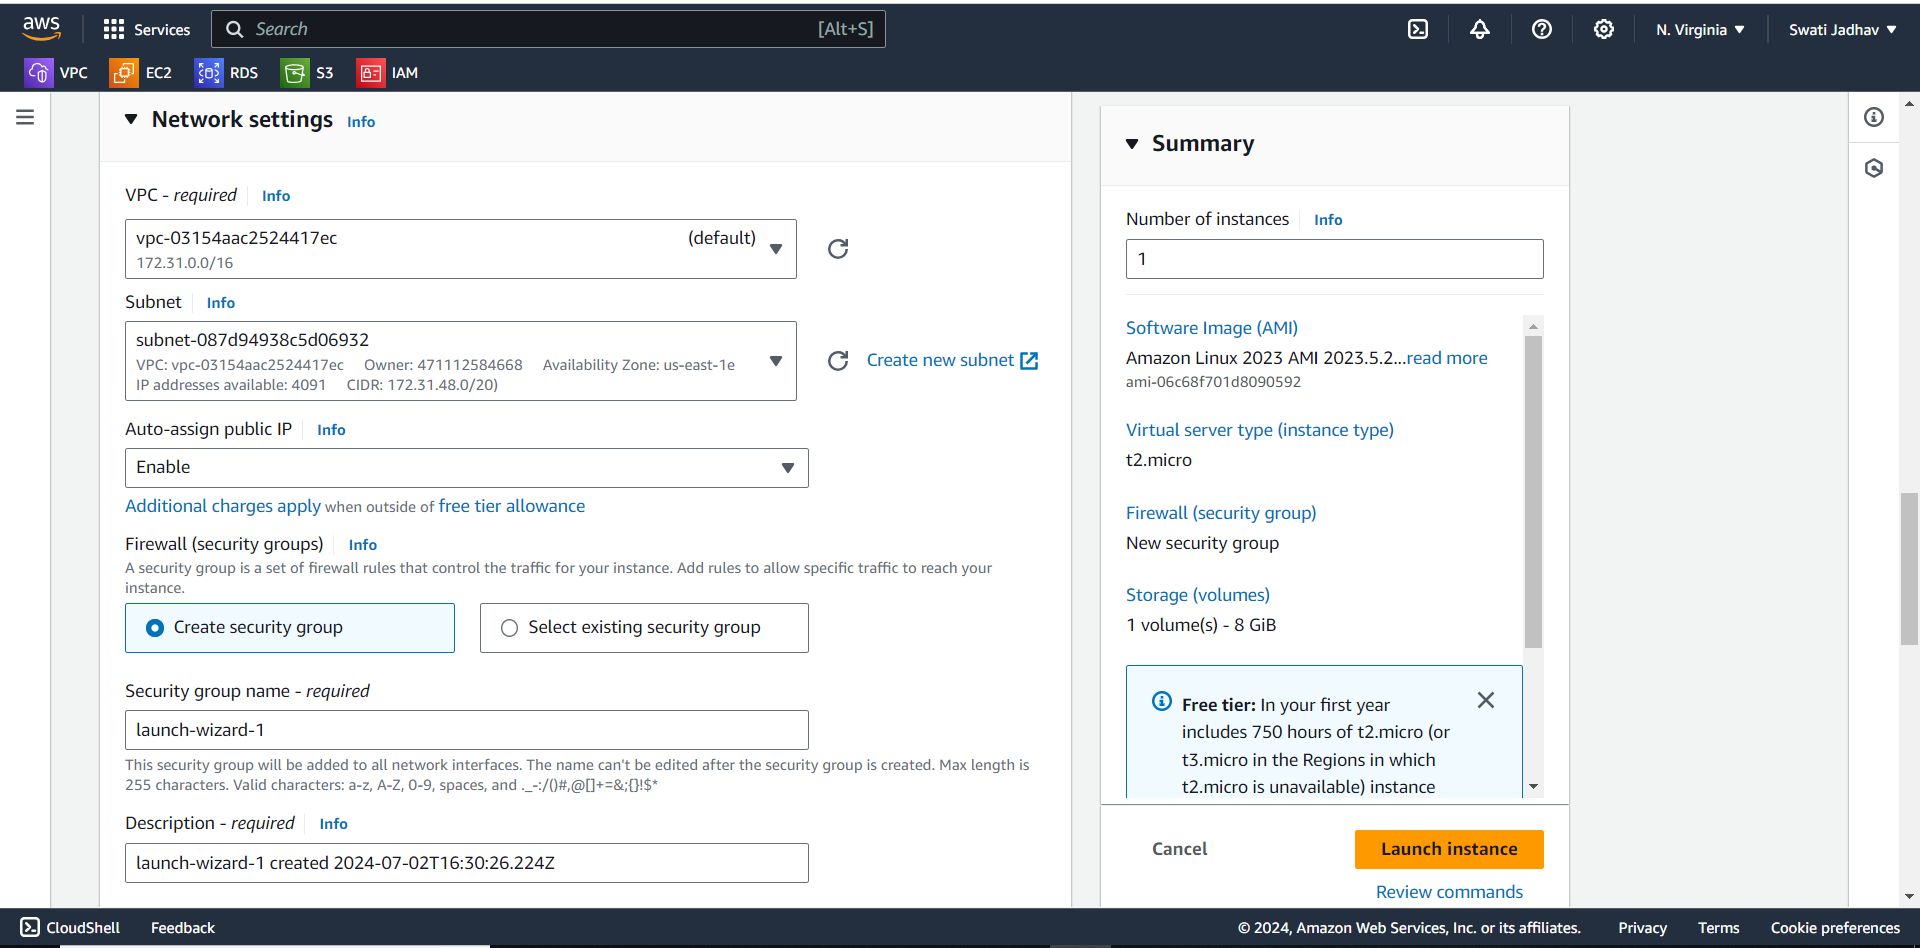 aws
Services
Search
[Alt+S]
N. Virginia
Swati Jadhav
VPC
EC2
RDS
S3
IAM
Network settings Info
VPC - required Info
vpc-03154aac2524417ec (default)
172.31.0.0/16
Subnet Info
subnet-087d94938c5d06932
VPC: vpc-03154aac2524417ec Owner: 471112584668 Availability Zone: us-east-1e
IP addresses available: 4091 CIDR: 172.31.48.0/20)
Create new subnet
Auto-assign public IP Info
Enable
Additional charges apply when outside of free tier allowance
Firewall (security groups) Info
A security group is a set of firewall rules that control the traffic for your instance. Add rules to allow specific traffic to reach your
instance.
Create security group
Select existing security group
Security group name - required
launch-wizard-1
This security group will be added to all network interfaces. The name can't be edited after the security group is created. Max length is
255 characters. Valid characters: a-z, A-Z, 0-9, spaces, and ._-:/()#,@[]+=&;{}!$*
Description - required Info
launch-wizard-1 created 2024-07-02T16:30:26.224Z
Summary
Number of instances Info
1
Software Image (AMI)
Amazon Linux 2023 AMI 2023.5.2...read more
ami-06c68f701d8090592
Virtual server type (instance type)
t2.micro
Firewall (security group)
New security group
Storage (volumes)
1 volume(s) - 8 GiB
Free tier: In your first year
includes 750 hours of t2.micro (or
t3.micro in the Regions in which
t2.micro is unavailable) instance
Cancel
Launch instance
Review commands
CloudShell
Feedback
© 2024, Amazon Web Services, Inc. or its affiliates.
Privacy
Terms
Cookie preferences